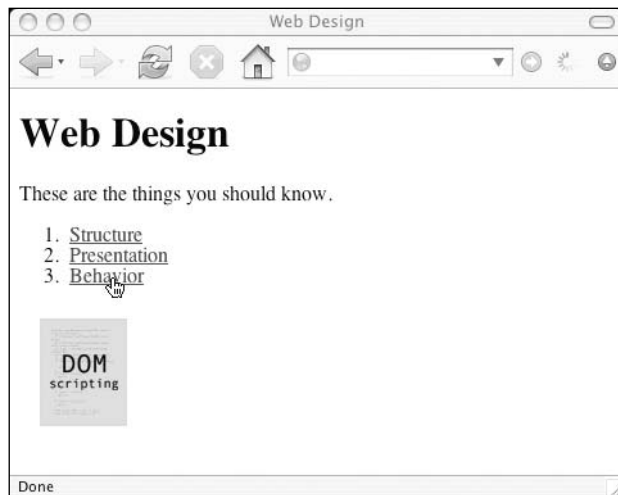 Web Design
Web Design
These are the things you should know.
1. Structure
2. Presentation
3. Behavior
DOM
scripting
Done